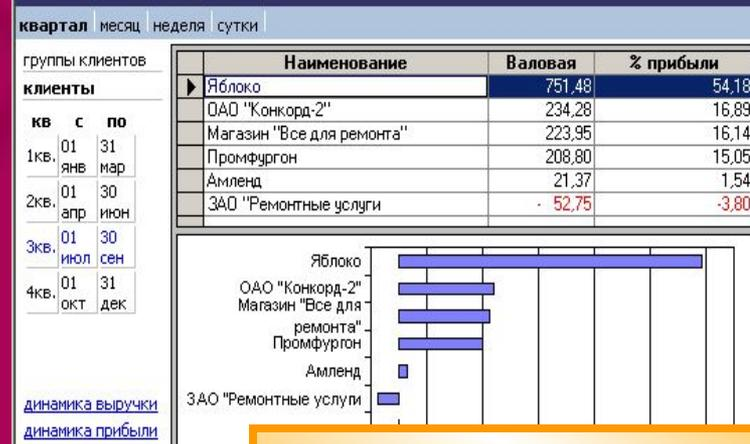 квартал месяц неделя сутки
группы клиентов
клиенты
кв с по
1кв. 01 янв 31 мар
2кв. 01 апр 30 июн
3кв. 01 июл 30 сен
4кв. 01 окт 31 дек
динамика выручки
динамика прибыли
Наименование Валовая % прибыли
Яблоко 751,48 54,18
ОАО "Конкорд-2" 234,28 16,89
Магазин "Все для ремонта" 223,95 16,14
Промфургон 208,80 15,05
Амленд 21,37 1,54
ЗАО "Ремонтные услуги - 52,75 -3,80
Яблоко
ОАО "Конкорд-2"
Магазин "Все для
ремонта"
Промфургон
Амленд
ЗАО "Ремонтные услуги